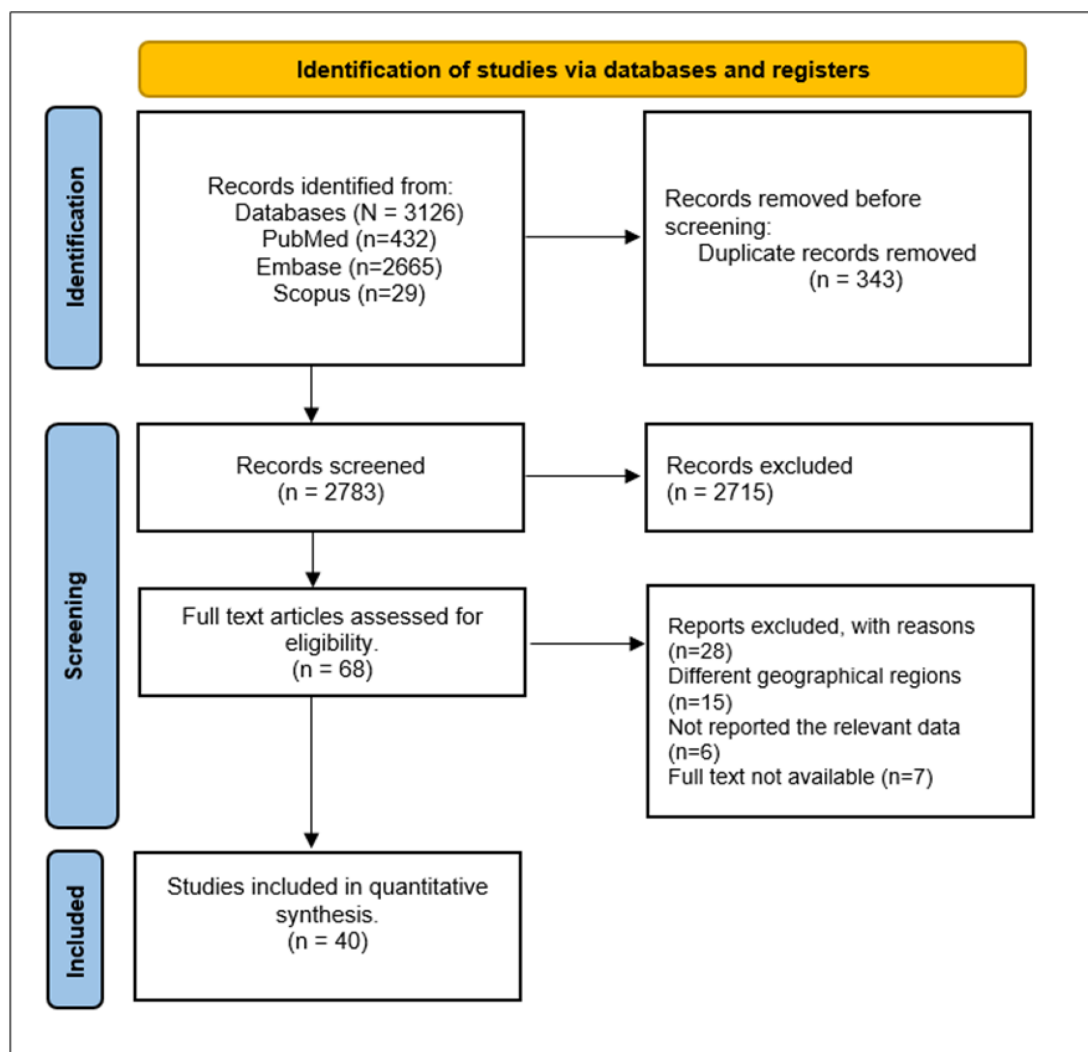 Identification of studies via databases and registers
Identification
Records identified from:
Databases (N = 3126)
PubMed (n=432)
Embase (n=2665)
Scopus (n=29)
Records removed before
screening:
Duplicate records removed
(n = 343)
Screening
Records screened
(n = 2783)
Records excluded
(n = 2715)
Full text articles assessed for
eligibility.
(n = 68)
Reports excluded, with reasons
(n=28)
Different geographical regions
(n=15)
Not reported the relevant data
(n=6)
Full text not available (n=7)
Included
Studies included in quantitative
synthesis.
(n = 40)